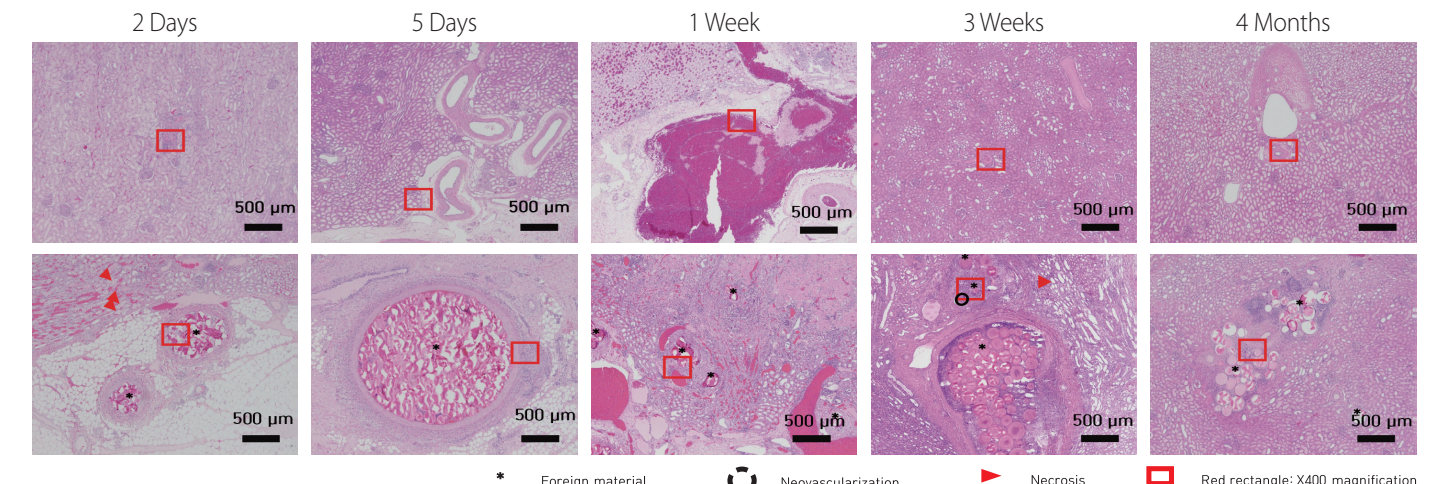 2 Days 5 Days 1 Week 3 Weeks 4 Months
500 µm 500 µm 500 µm 500 µm 500 µm
500 µm 500 µm 500 µm 500 µm 500 µm
* Foreign material Neovascularization Necrosis Red rectangle: X400 magnification